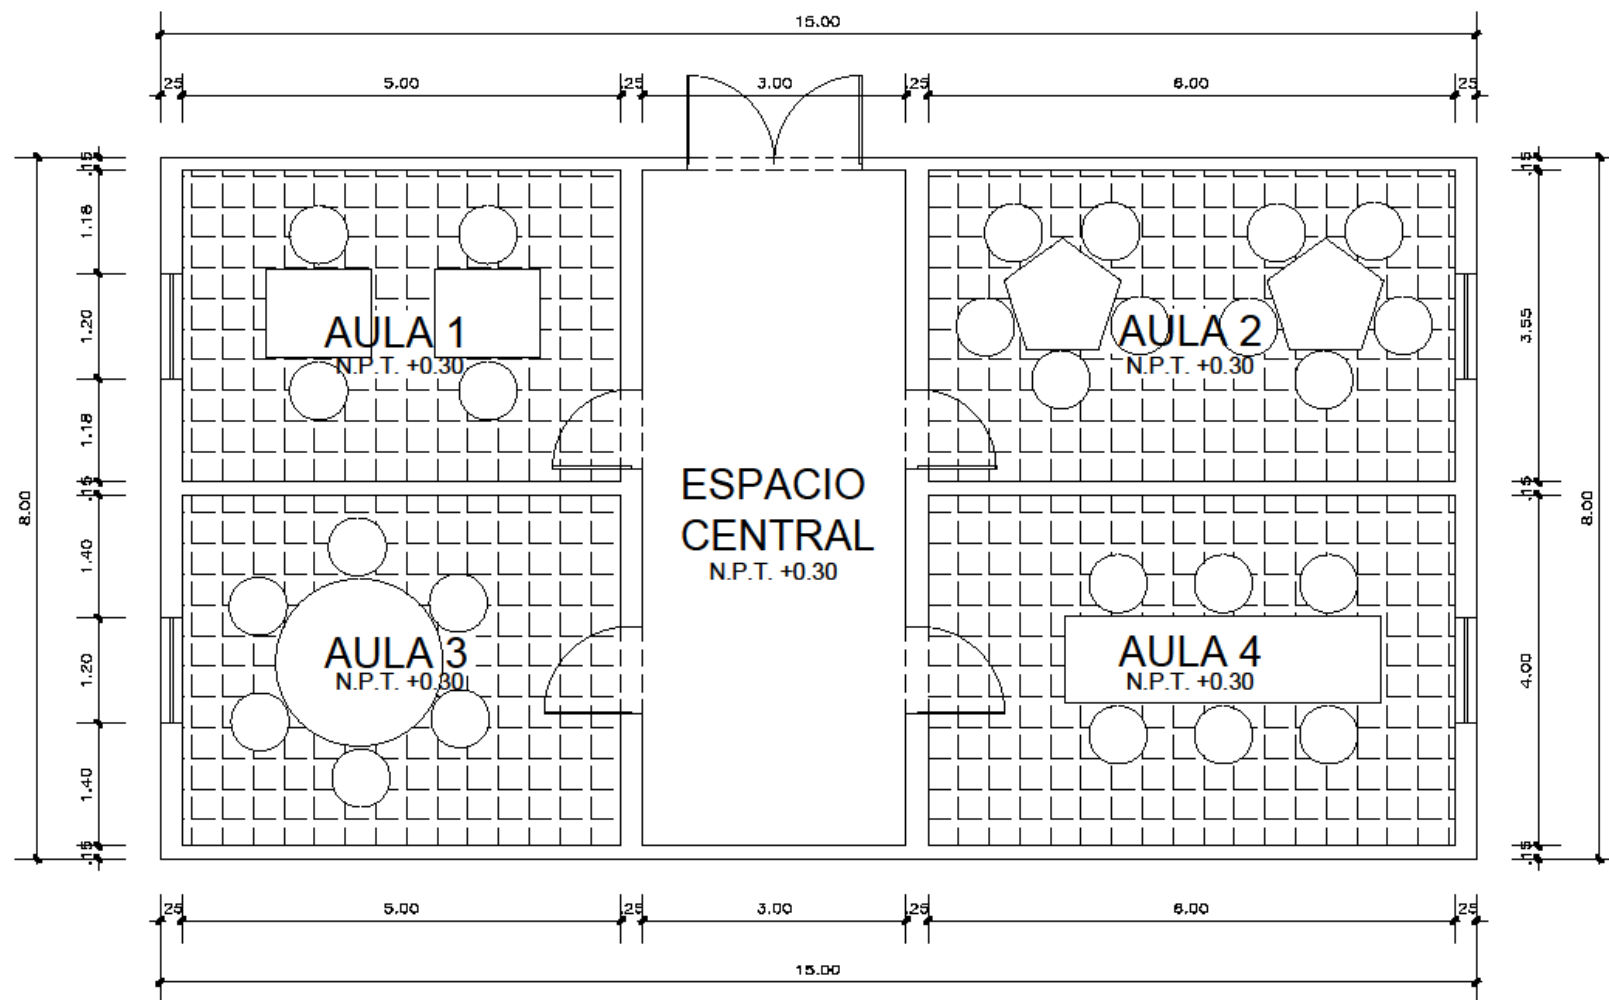 15.00
.25 5.00 .25 3.00 .25 6.00 .25
.15
1.18
1.20
1.18
.15
1.40
1.20
1.40
.15
8.00
.15
3.55
.15
4.00
.15
8.00
AULA 1
N.P.T. +0.30
AULA 2
N.P.T. +0.30
ESPACIO
CENTRAL
N.P.T. +0.30
AULA 3
N.P.T. +0.30
AULA 4
N.P.T. +0.30
.25 5.00 .25 3.00 .25 6.00 .25
15.00